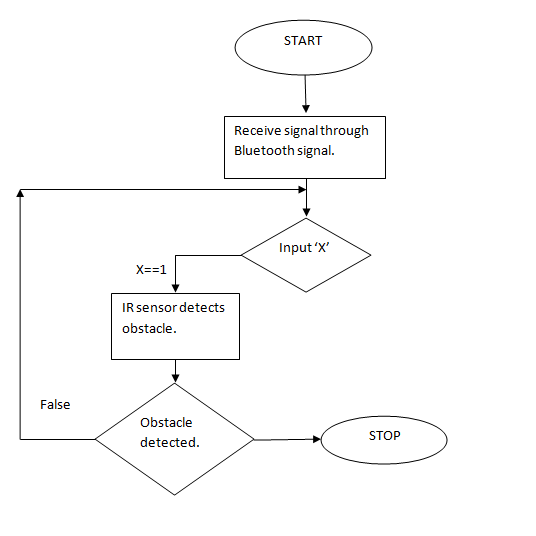 START
Receive signal through
Bluetooth signal.
Input ‘X’
X==1
IR sensor detects
obstacle.
False
Obstacle
detected.
STOP